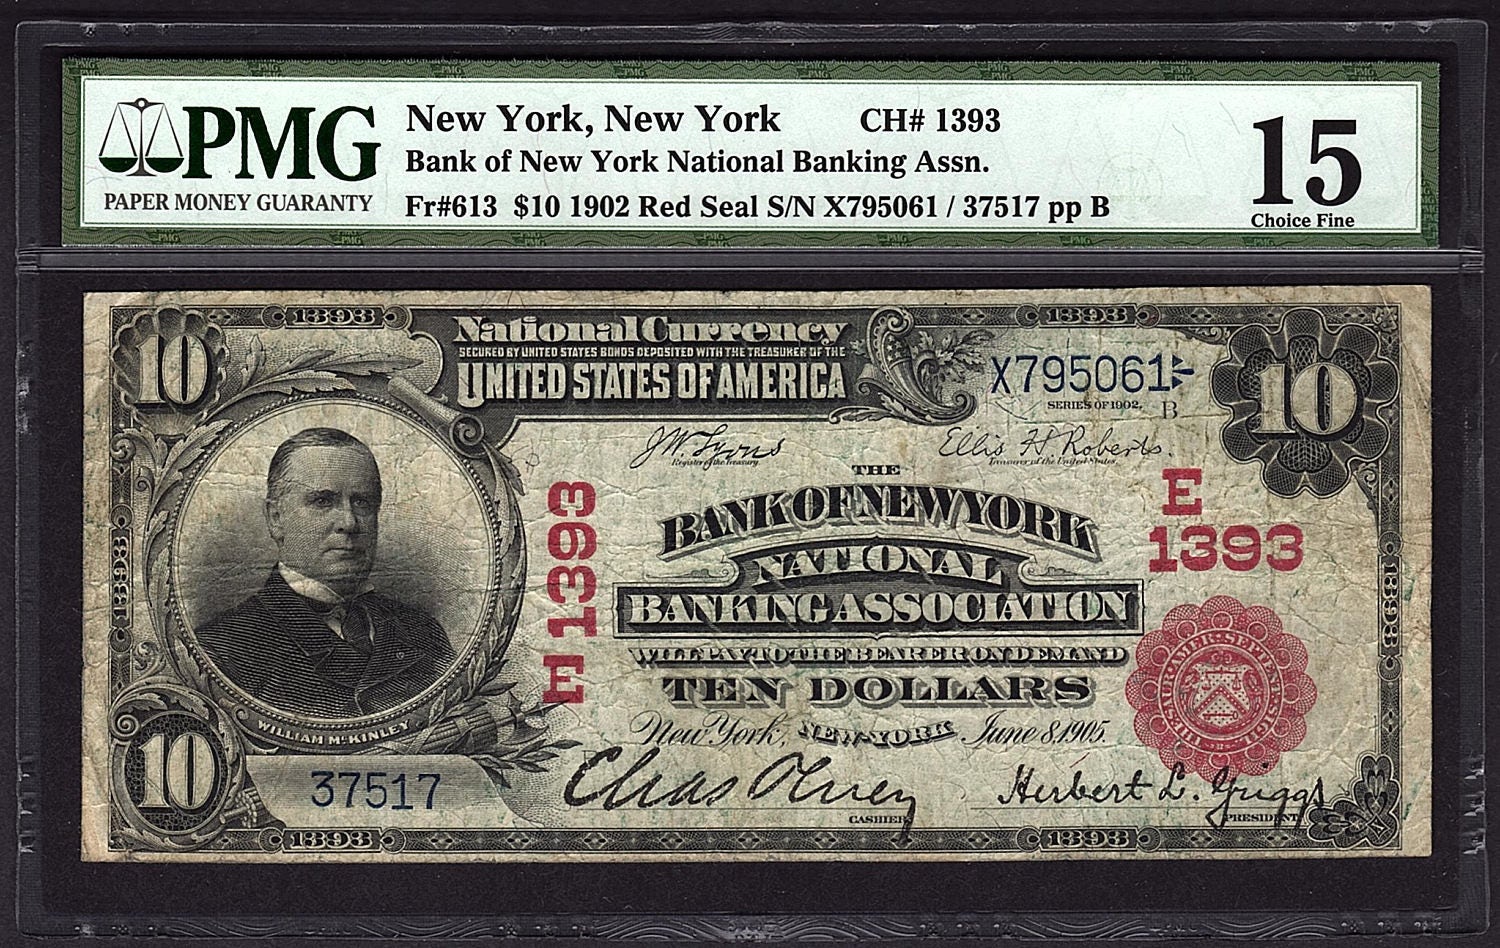 PMG
PAPER MONEY GUARANTY
New York, New York CH# 1393
Bank of New York National Banking Assn.
Fr#613 $10 1902 Red Seal S/N X795061 / 37517 pp B
15
Choice Fine
1393
1393
10
National Currency
SECURED BY UNITED STATES BONDS DEPOSITED WITH THE TREASURER OF THE
UNITED STATES OF AMERICA
X795061
SERIES OF 1902.
B
10
J.W. Lyons
Register of the Treasury.
Ellis H. Roberts.
Treasurer of the United States.
THE
BANK OF NEW YORK
NATIONAL
BANKING ASSOCIATION
WILL PAY TO THE BEARER ON DEMAND
TEN DOLLARS
New York, NEW-YORK June 8, 1905.
E 1393
E
1393
1393
1393
WILLIAM McKINLEY
10
37517
Chas Olney
CASHIER
Herbert L. Griggs
PRESIDENT
1393
1393